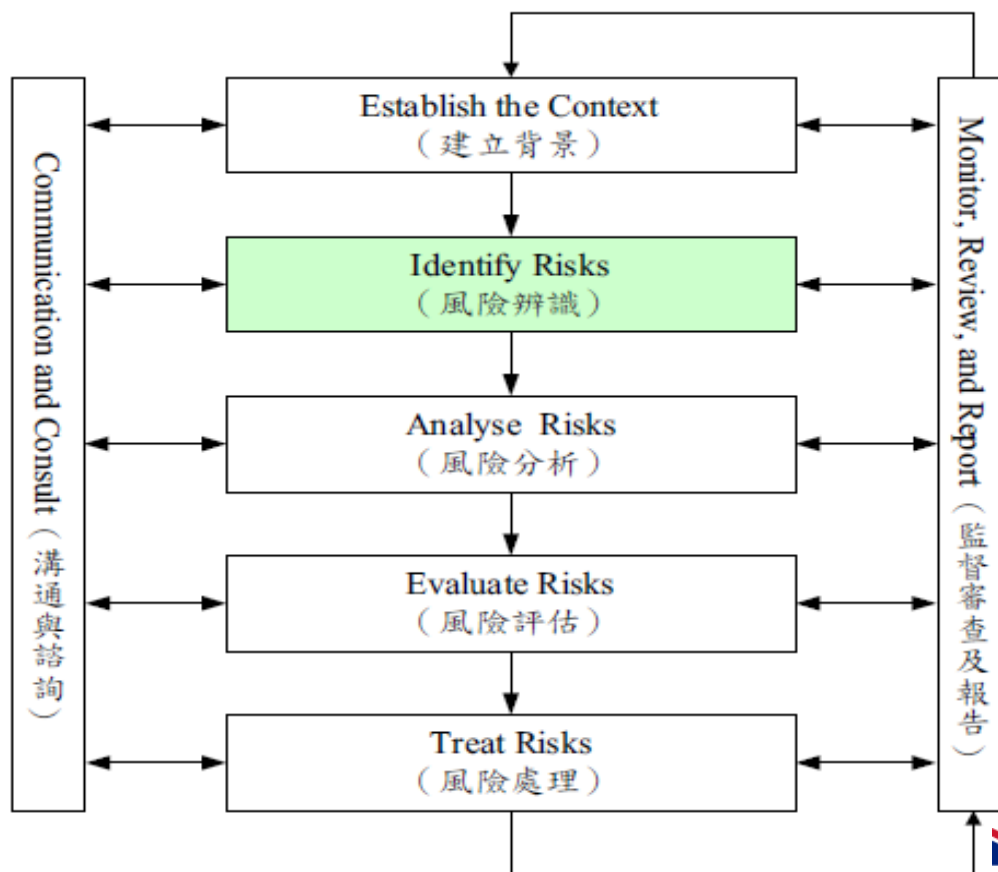 Establish the Context
（建立背景）
Identify Risks
（風險辨識）
Analyse Risks
（風險分析）
Evaluate Risks
（風險評估）
Treat Risks
（風險處理）
Communication and Consult（溝通與諮詢）
Monitor, Review, and Report（監督審查及報告）